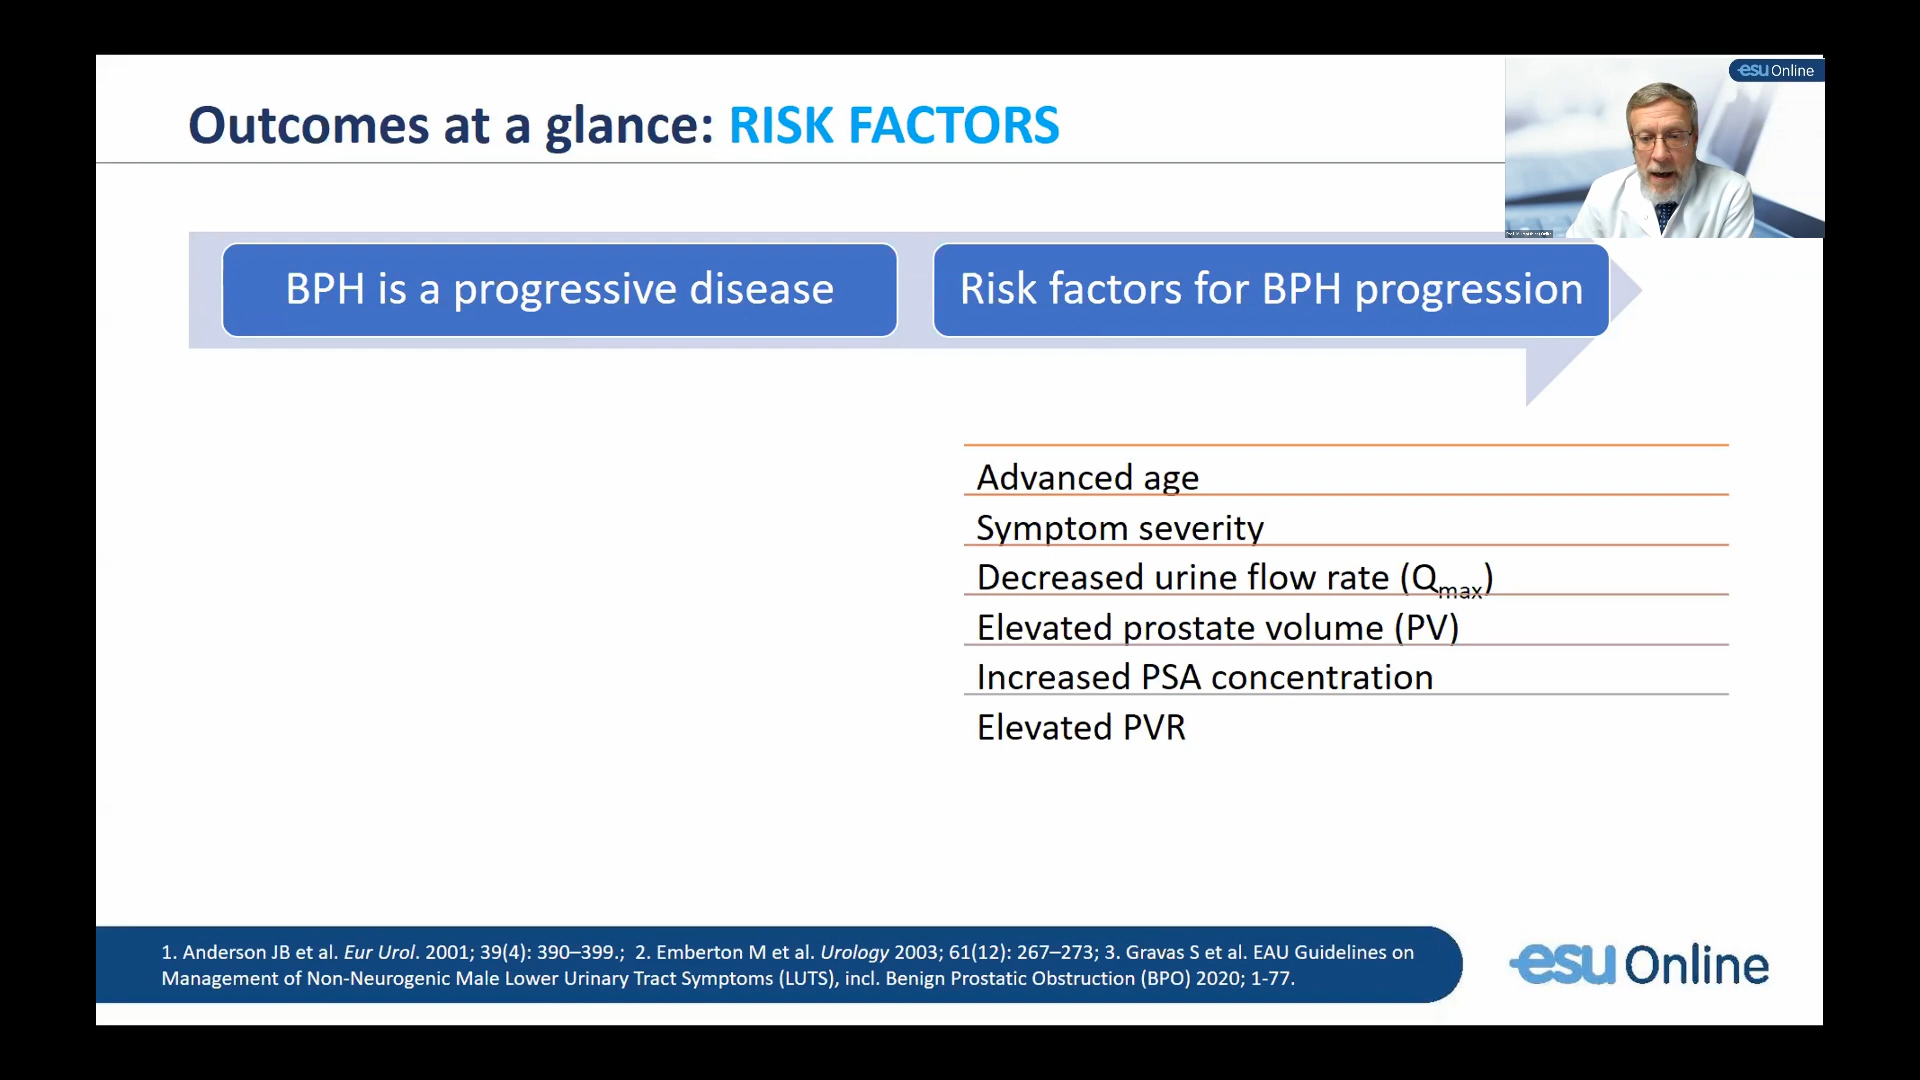 esu Online
Outcomes at a glance: RISK FACTORS
BPH is a progressive disease
Risk factors for BPH progression
Advanced age
Symptom severity
Decreased urine flow rate (Qmax)
Elevated prostate volume (PV)
Increased PSA concentration
Elevated PVR
1. Anderson JB et al. Eur Urol. 2001; 39(4): 390–399.; 2. Emberton M et al. Urology 2003; 61(12): 267–273; 3. Gravas S et al. EAU Guidelines on
Management of Non-Neurogenic Male Lower Urinary Tract Symptoms (LUTS), incl. Benign Prostatic Obstruction (BPO) 2020; 1-77.
esu Online